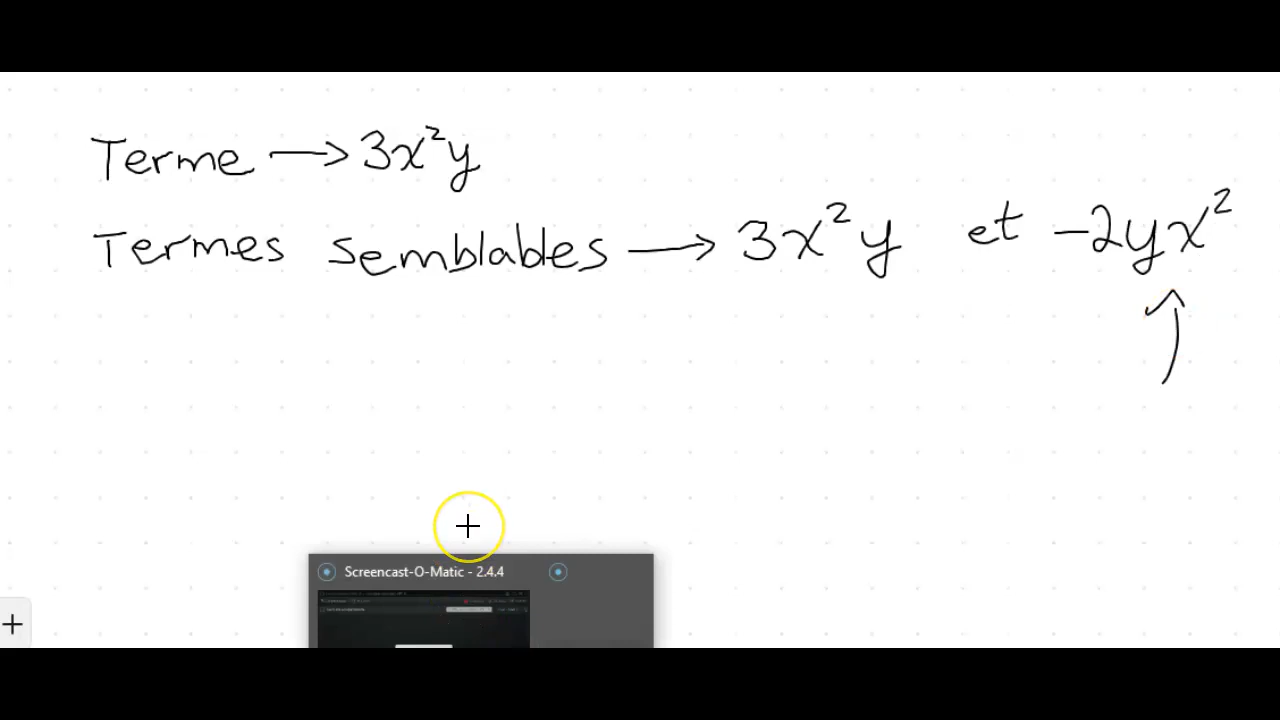 Terme → 3x²y
Termes semblables → 3x²y et -2yx²
Screencast-O-Matic - 2.4.4